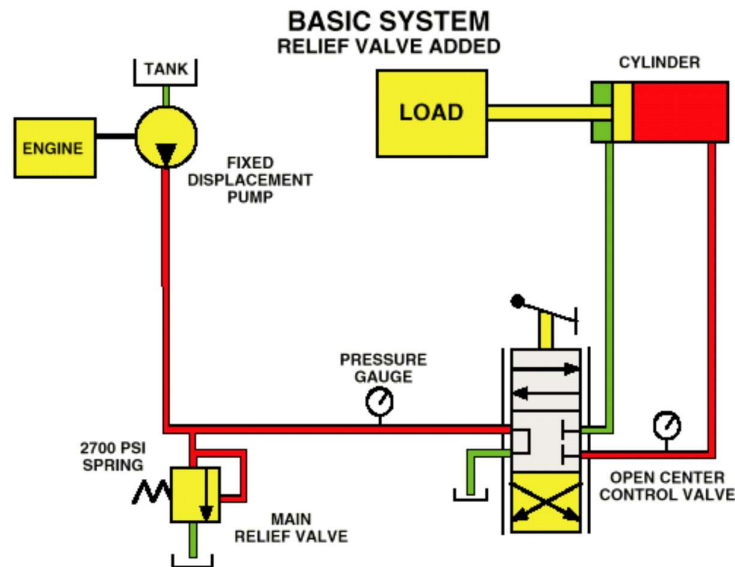 BASIC SYSTEM
RELIEF VALVE ADDED
TANK
CYLINDER
LOAD
ENGINE
FIXED
DISPLACEMENT
PUMP
PRESSURE
GAUGE
2700 PSI
SPRING
OPEN CENTER
CONTROL VALVE
MAIN
RELIEF VALVE